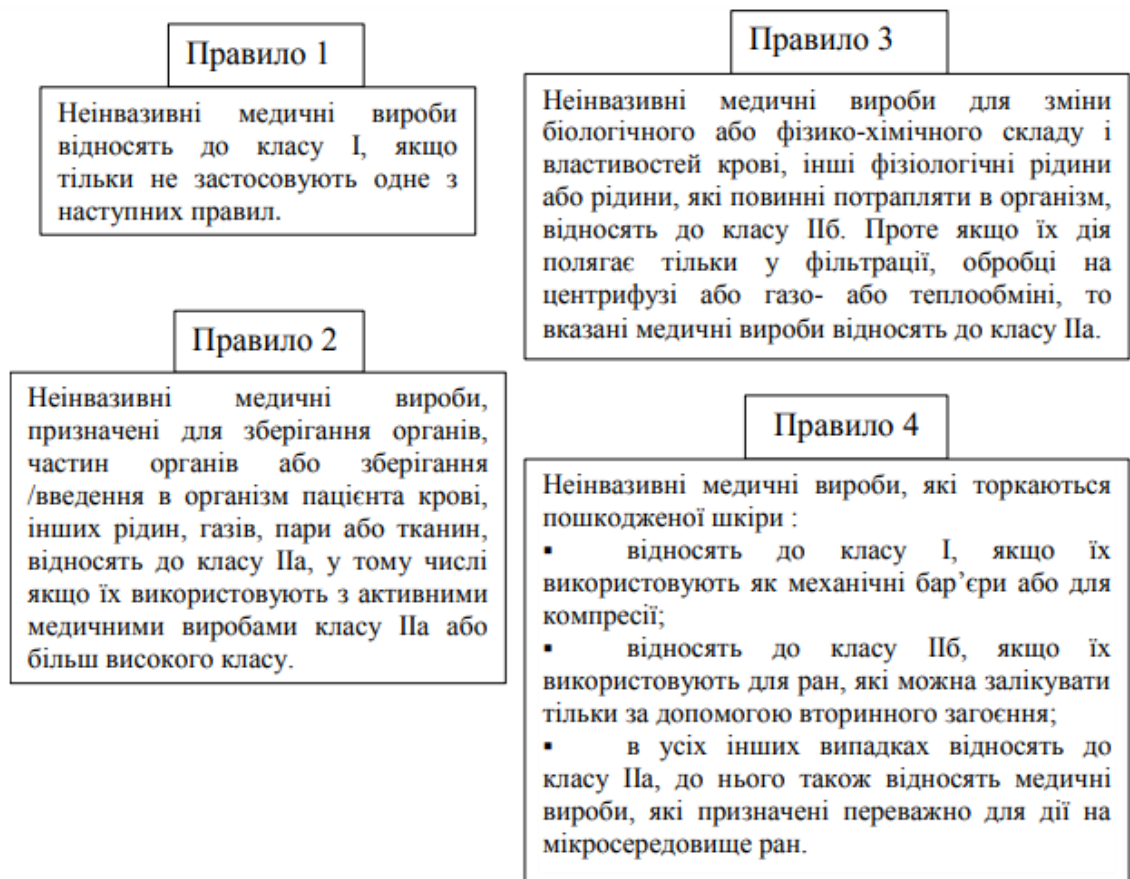 Правило 1
Неінвазивні медичні вироби
відносять до класу І, якщо
тільки не застосовують одне з
наступних правил.
Правило 2
Неінвазивні медичні вироби,
призначені для зберігання органів,
частин органів або зберігання
/введення в організм пацієнта крові,
інших рідин, газів, пари або тканин,
відносять до класу ІІа, у тому числі
якщо їх використовують з активними
медичними виробами класу ІІа або
більш високого класу.
Правило 3
Неінвазивні медичні вироби для зміни
біологічного або фізико-хімічного складу і
властивостей крові, інші фізіологічні рідини
або рідини, які повинні потрапляти в організм,
відносять до класу ІІб. Проте якщо їх дія
полягає тільки у фільтрації, обробці на
центрифузі або газо- або теплообміні, то
вказані медичні вироби відносять до класу ІІа.
Правило 4
Неінвазивні медичні вироби, які торкаються
пошкодженої шкіри :
▪ відносять до класу І, якщо їх
використовують як механічні бар’єри або для
компресії;
▪ відносять до класу ІІб, якщо їх
використовують для ран, які можна залікувати
тільки за допомогою вторинного загоєння;
▪ в усіх інших випадках відносять до
класу ІІа, до нього також відносять медичні
вироби, які призначені переважно для дії на
мікросередовище ран.